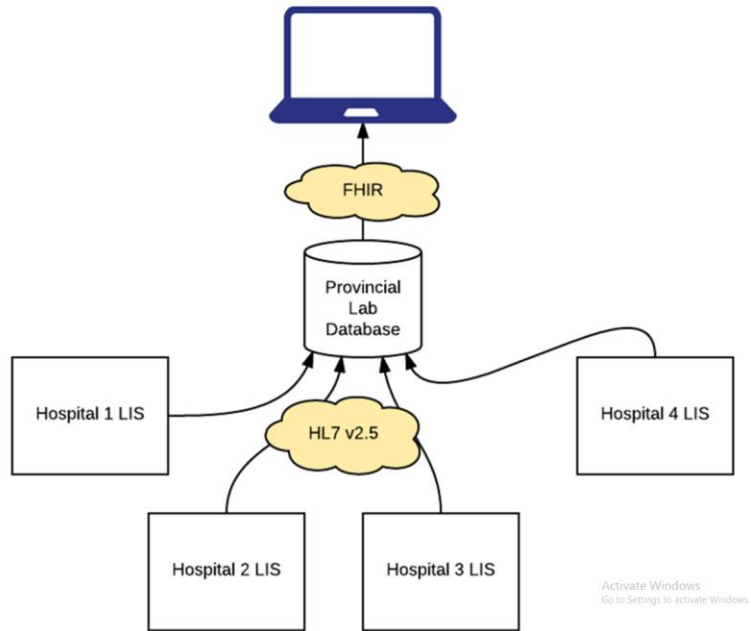 FHIR
Provincial
Lab
Database
Hospital 1 LIS
HL7 v2.5
Hospital 4 LIS
Hospital 2 LIS
Hospital 3 LIS
Activate Windows
Go to Settings to activate Windows.